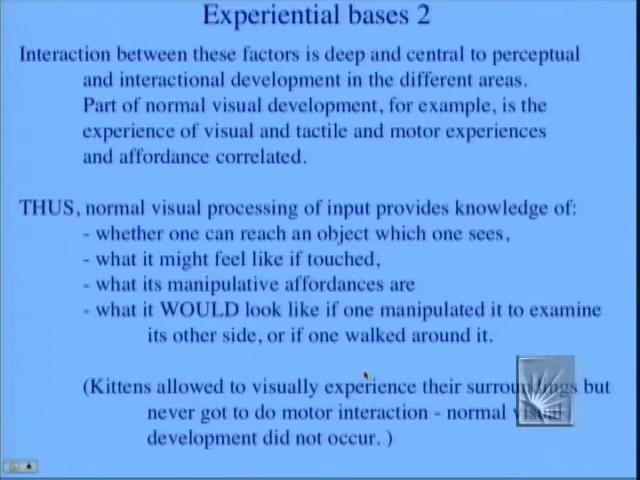 Experiential bases 2
Interaction between these factors is deep and central to perceptual
and interactional development in the different areas.
Part of normal visual development, for example, is the
experience of visual and tactile and motor experiences
and affordance correlated.
THUS, normal visual processing of input provides knowledge of:
- whether one can reach an object which one sees,
- what it might feel like if touched,
- what its manipulative affordances are
- what it WOULD look like if one manipulated it to examine
its other side, or if one walked around it.
(Kittens allowed to visually experience their surroundings but
never got to do motor interaction - normal visual
development did not occur. )